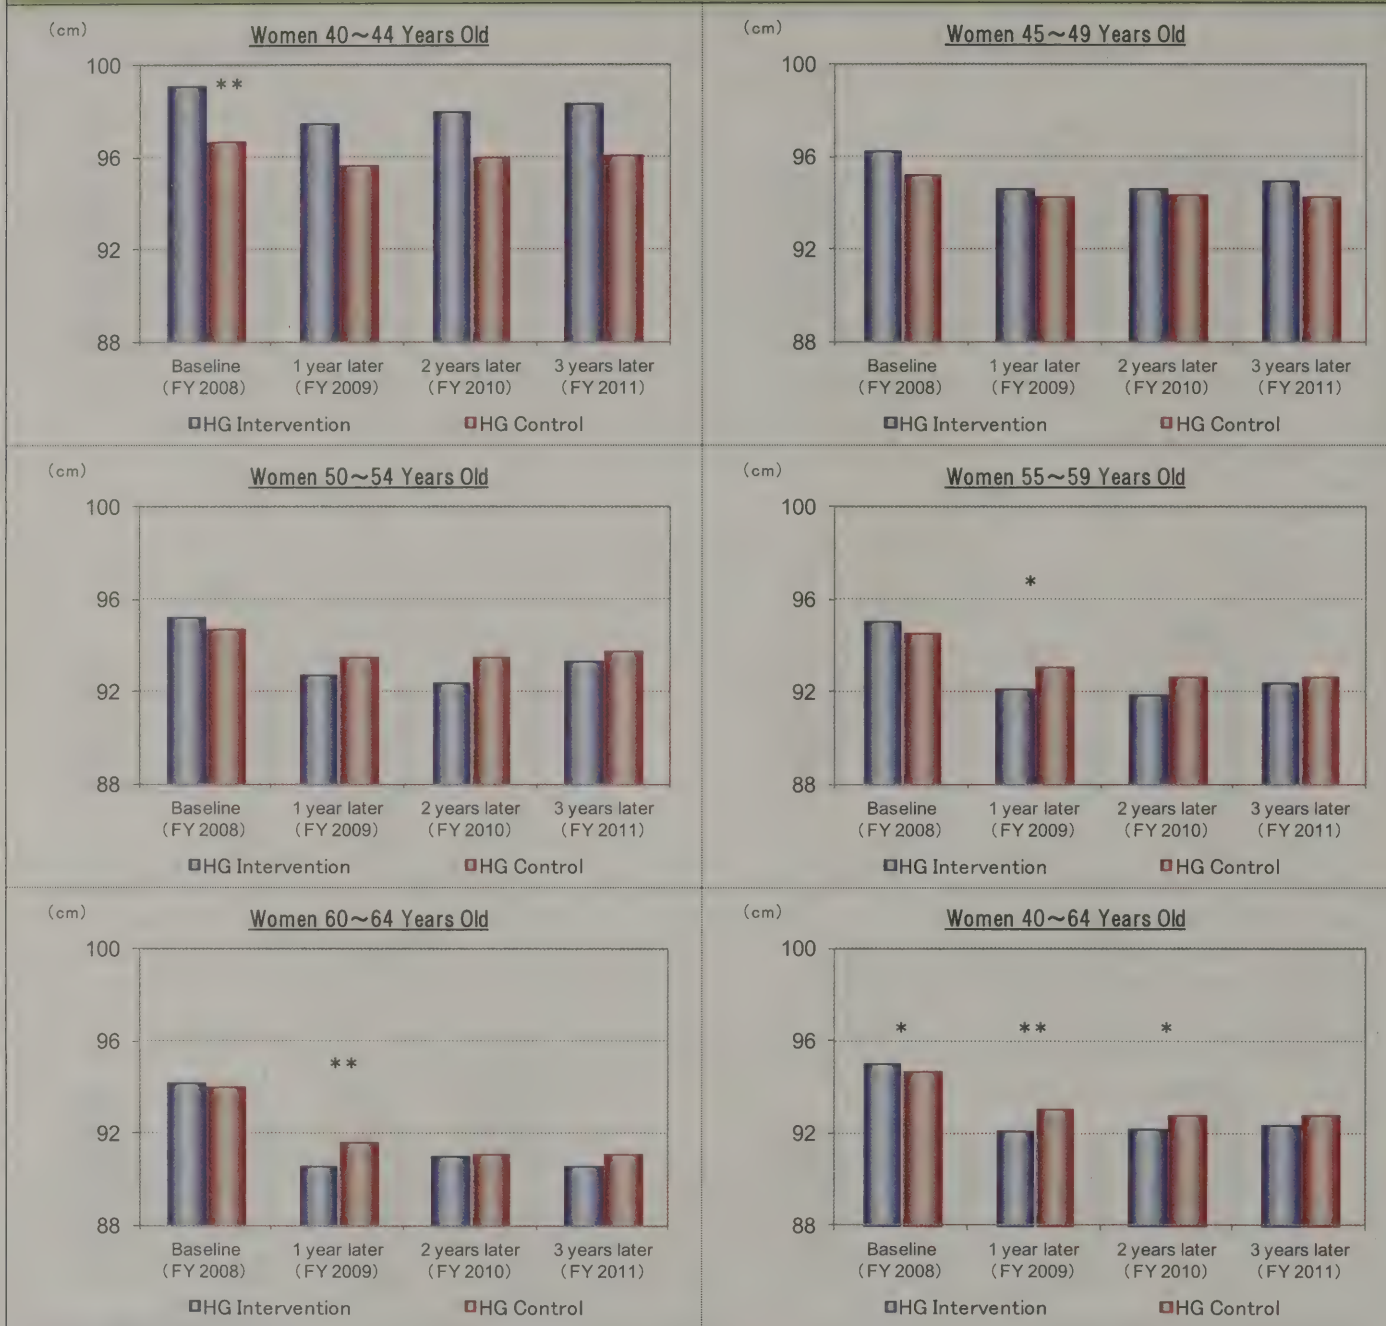 (cm)
Women 40～44 Years Old
100
**
96
92
88
Baseline 1 year later 2 years later 3 years later
(FY 2008) (FY 2009) (FY 2010) (FY 2011)
HG Intervention HG Control
(cm)
Women 45～49 Years Old
100
96
92
88
Baseline 1 year later 2 years later 3 years later
(FY 2008) (FY 2009) (FY 2010) (FY 2011)
HG Intervention HG Control
(cm)
Women 50～54 Years Old
100
96
92
88
Baseline 1 year later 2 years later 3 years later
(FY 2008) (FY 2009) (FY 2010) (FY 2011)
HG Intervention HG Control
(cm)
Women 55～59 Years Old
100
*
96
92
88
Baseline 1 year later 2 years later 3 years later
(FY 2008) (FY 2009) (FY 2010) (FY 2011)
HG Intervention HG Control
(cm)
Women 60～64 Years Old
100
96
**
92
88
Baseline 1 year later 2 years later 3 years later
(FY 2008) (FY 2009) (FY 2010) (FY 2011)
HG Intervention HG Control
(cm)
Women 40～64 Years Old
100
* ** *
96
92
88
Baseline 1 year later 2 years later 3 years later
(FY 2008) (FY 2009) (FY 2010) (FY 2011)
HG Intervention HG Control